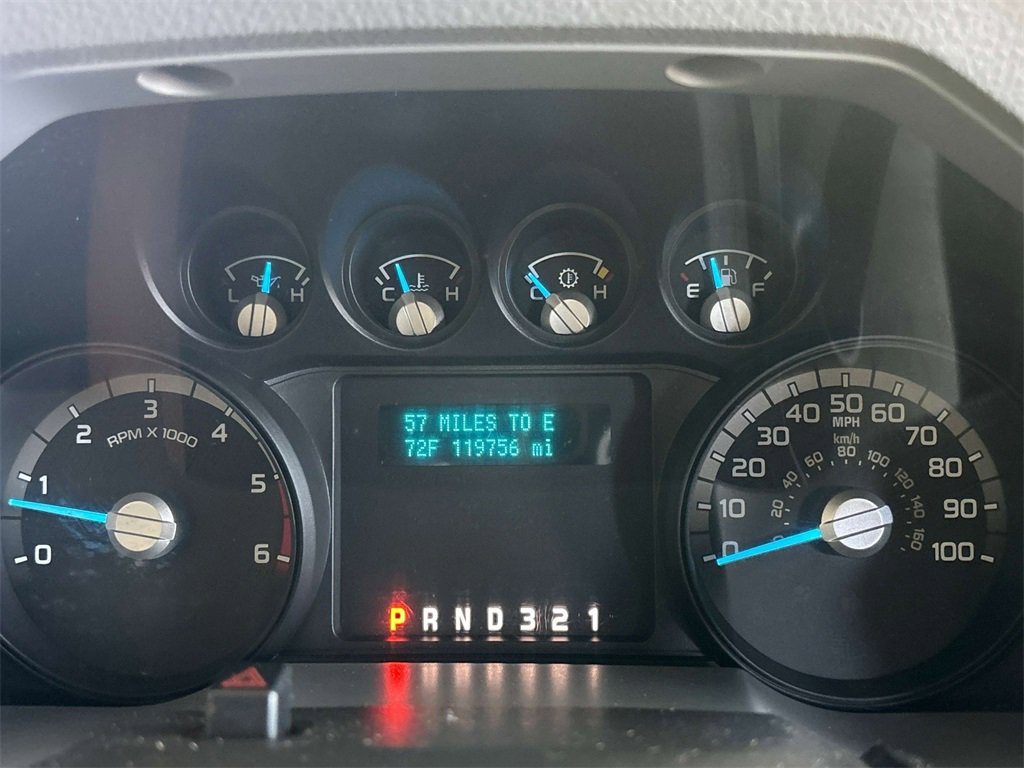 L H
C H
C H
E F
0 1 2 3 4 5 6
RPM X 1000
57 MILES TO E
72F 119756 mi
P R N D 3 2 1
0 10 20 30 40 50 60 70 80 90 100
MPH
km/h
20 40 60 80 100 120 140 150